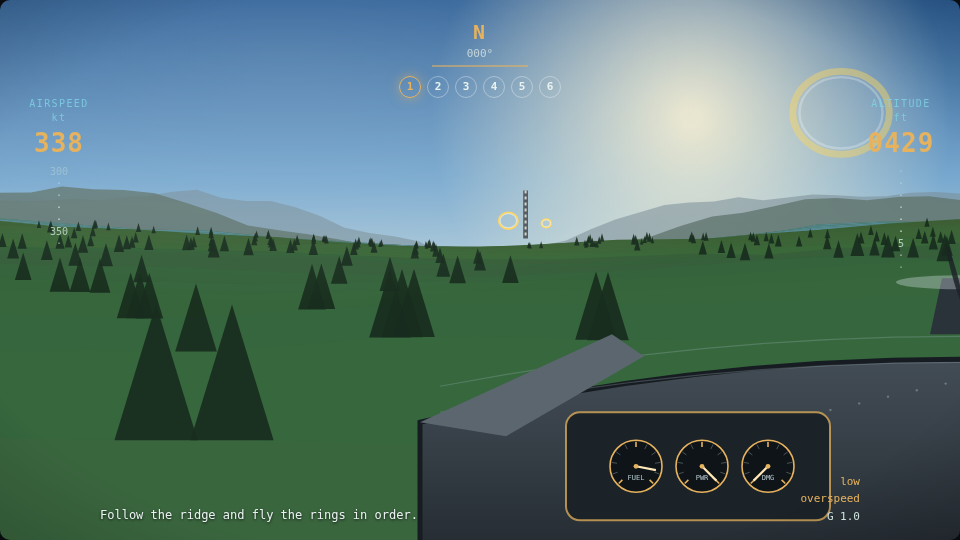 N
000°
1 2 3 4 5 6
AIRSPEED
kt
338
300
350
ALTITUDE
ft
0429
5
FUEL
PWR
DMG
low
overspeed
G 1.0
Follow the ridge and fly the rings in order.